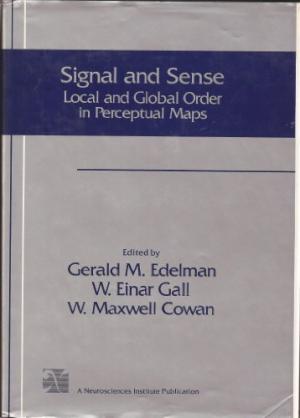 Signal and Sense
Local and Global Order
in Perceptual Maps
Edited by
Gerald M. Edelman
W. Einar Gall
W. Maxwell Cowan
A Neurosciences Institute Publication